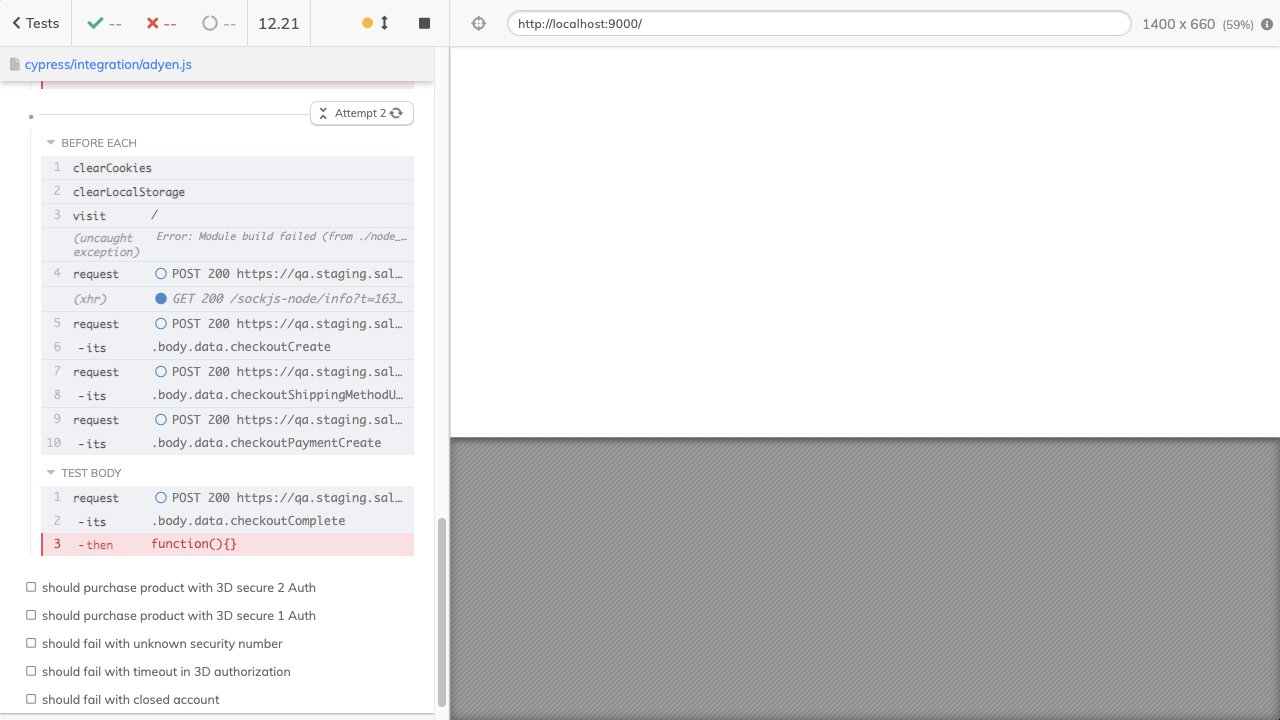 Tests -- -- -- 12.21 http://localhost:9000/ 1400 x 660 (59%)
cypress/integration/adyen.js
Attempt 2
BEFORE EACH
1 clearCookies
2 clearLocalStorage
3 visit /
(uncaught exception) Error: Module build failed (from ./node_…
4 request POST 200 https://qa.staging.sal…
(xhr) GET 200 /sockjs-node/info?t=163…
5 request POST 200 https://qa.staging.sal…
6 -its .body.data.checkoutCreate
7 request POST 200 https://qa.staging.sal…
8 -its .body.data.checkoutShippingMethodU…
9 request POST 200 https://qa.staging.sal…
10 -its .body.data.checkoutPaymentCreate
TEST BODY
1 request POST 200 https://qa.staging.sal…
2 -its .body.data.checkoutComplete
3 -then function(){}
should purchase product with 3D secure 2 Auth
should purchase product with 3D secure 1 Auth
should fail with unknown security number
should fail with timeout in 3D authorization
should fail with closed account